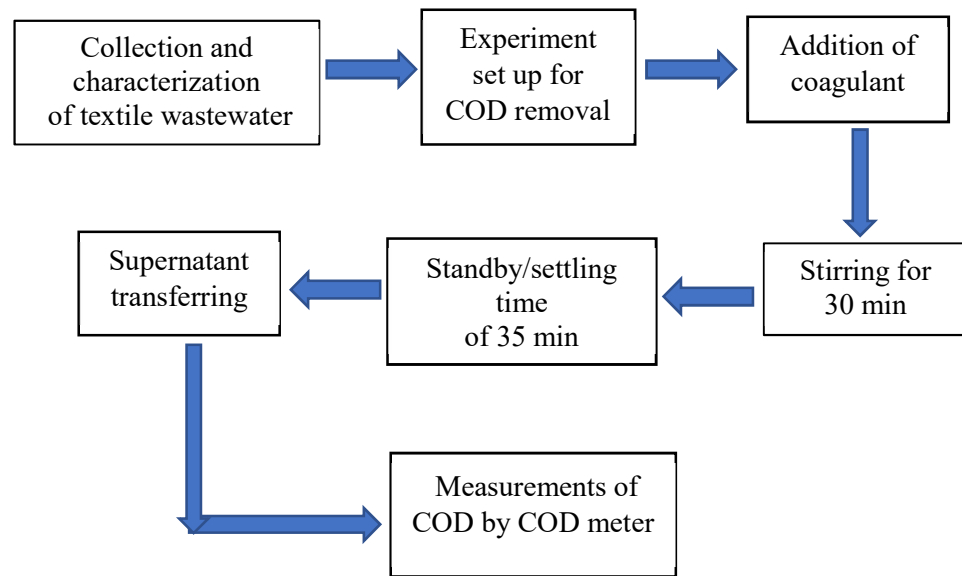 Collection and
characterization
of textile wastewater
Experiment
set up for
COD removal
Addition of
coagulant
Stirring for
30 min
Standby/settling
time
of 35 min
Supernatant
transferring
Measurements of
COD by COD meter